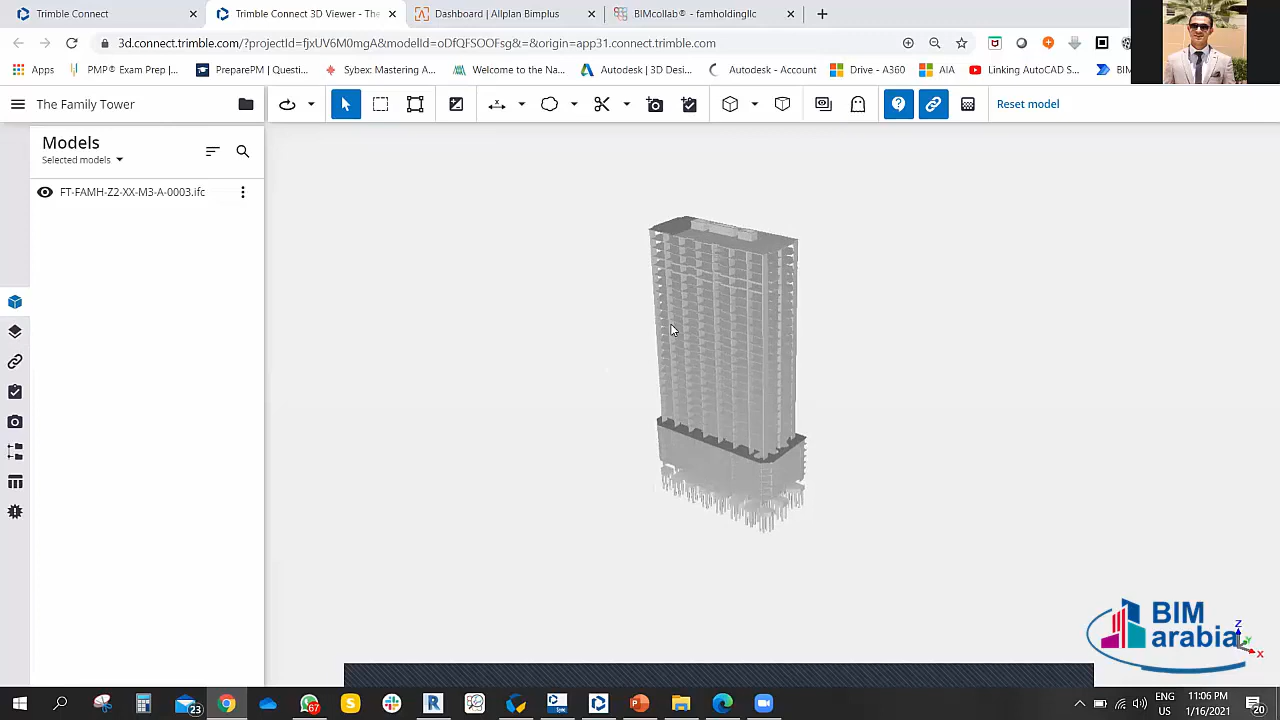 Trimble Connect
Trimble Connect 3D Viewer - The
Dashboard | Allplan Bimplus
BIMcollab® - famholdingllc
3d.connect.trimble.com/?projectId=fjxUV6M0mgA&modelId=oDfQFSOOcTg&=&origin=app31.connect.trimble.com
Apps
PMP® Exam Prep |...
PreparePM | Questi...
Sybex: Mastering A...
Welcome to the Na...
Autodesk | 3D Desi...
Autodesk - Account
Drive - A360
AIA
Linking AutoCAD S...
BIM
The Family Tower
Reset model
Models
Selected models
FT-FAMH-Z2-XX-M3-A-0003.ifc
BIM
arabia
Z
Y
X
23
67
ENG
US
11:06 PM
1/16/2021
20